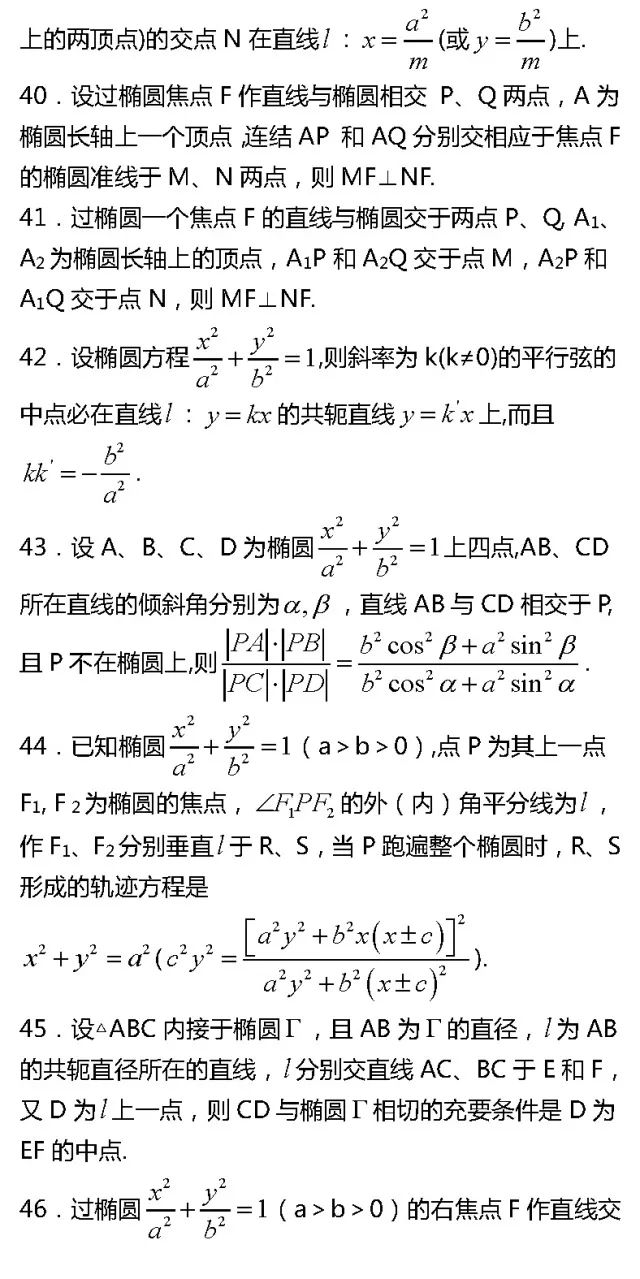 上的两顶点)的交点 N 在直线 l：x = a²/m (或 y = b²/m)上.
40．设过椭圆焦点 F 作直线与椭圆相交 P、Q 两点，A 为
椭圆长轴上一个顶点,连结 AP 和 AQ 分别交相应于焦点 F
的椭圆准线于 M、N 两点，则 MF⊥NF.
41．过椭圆一个焦点 F 的直线与椭圆交于两点 P、Q, A₁、
A₂为椭圆长轴上的顶点，A₁P 和 A₂Q 交于点 M，A₂P 和
A₁Q 交于点 N，则 MF⊥NF.
42．设椭圆方程 x²/a² + y²/b² = 1,则斜率为 k(k≠0)的平行弦的
中点必在直线 l：y = kx 的共轭直线 y = k'x 上,而且
kk' = −b²/a² .
43．设 A、B、C、D 为椭圆 x²/a² + y²/b² = 1 上四点,AB、CD
所在直线的倾斜角分别为 α, β，直线 AB 与 CD 相交于 P,
且 P 不在椭圆上,则 |PA|·|PB| / |PC|·|PD| = (b² cos² β + a² sin² β) / (b² cos² α + a² sin² α) .
44．已知椭圆 x²/a² + y²/b² = 1（a＞b＞0）,点 P 为其上一点
F₁, F₂为椭圆的焦点，∠F₁PF₂ 的外（内）角平分线为 l，
作 F₁、F₂分别垂直 l 于 R、S，当 P 跑遍整个椭圆时，R、S
形成的轨迹方程是
x² + y² = a² (c²y² = [a²y² + b²x(x±c)]² / (a²y² + b²(x±c)²)).
45．设△ABC 内接于椭圆 Γ，且 AB 为 Γ 的直径，l 为 AB
的共轭直径所在的直线，l 分别交直线 AC、BC 于 E 和 F，
又 D 为 l 上一点，则 CD 与椭圆 Γ 相切的充要条件是 D 为
EF 的中点.
46．过椭圆 x²/a² + y²/b² = 1（a＞b＞0）的右焦点 F 作直线交